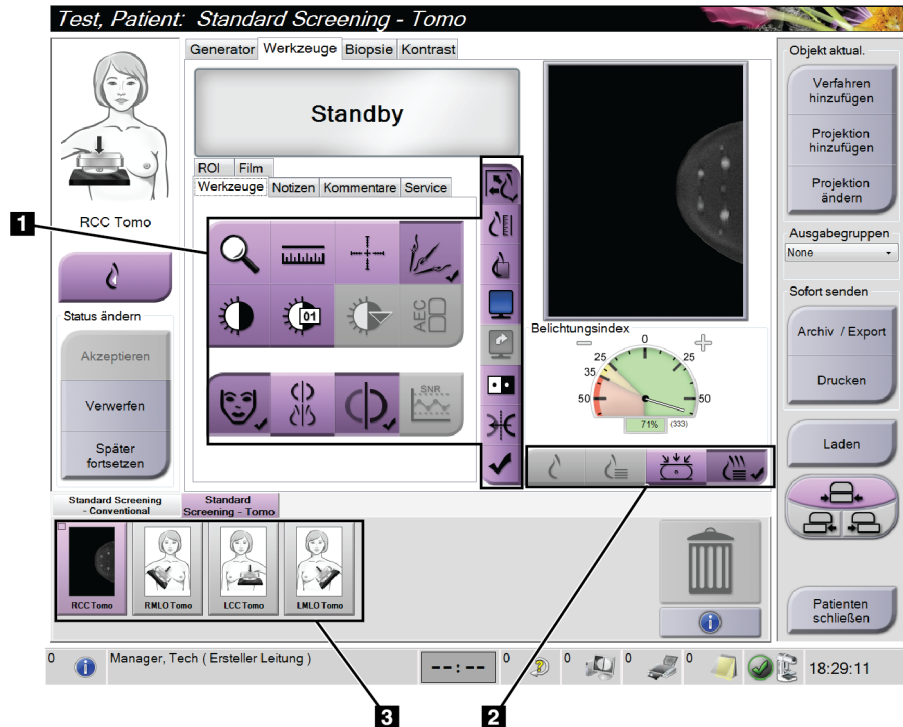 Test, Patient: Standard Screening - Tomo
Generator Werkzeuge Biopsie Kontrast
Standby
ROI Film
Werkzeuge Notizen Kommentare Service
1
RCC Tomo
01
AEC
SNR
Status ändern
Akzeptieren
Verwerfen
Später
fortsetzen
Belichtungsindex
0
25 25
35
50 50
71% (333)
Objekt aktual.
Verfahren
hinzufügen
Projektion
hinzufügen
Projektion
ändern
Ausgabegruppen
None
Sofort senden
Archiv / Export
Drucken
Laden
Patienten
schließen
Standard Screening
- Conventional
Standard
Screening - Tomo
RCC Tomo
RMLO Tomo
LCC Tomo
LMLO Tomo
0 Manager, Tech ( Ersteller Leitung ) --:-- 0 0 0 0 18:29:11
3 2